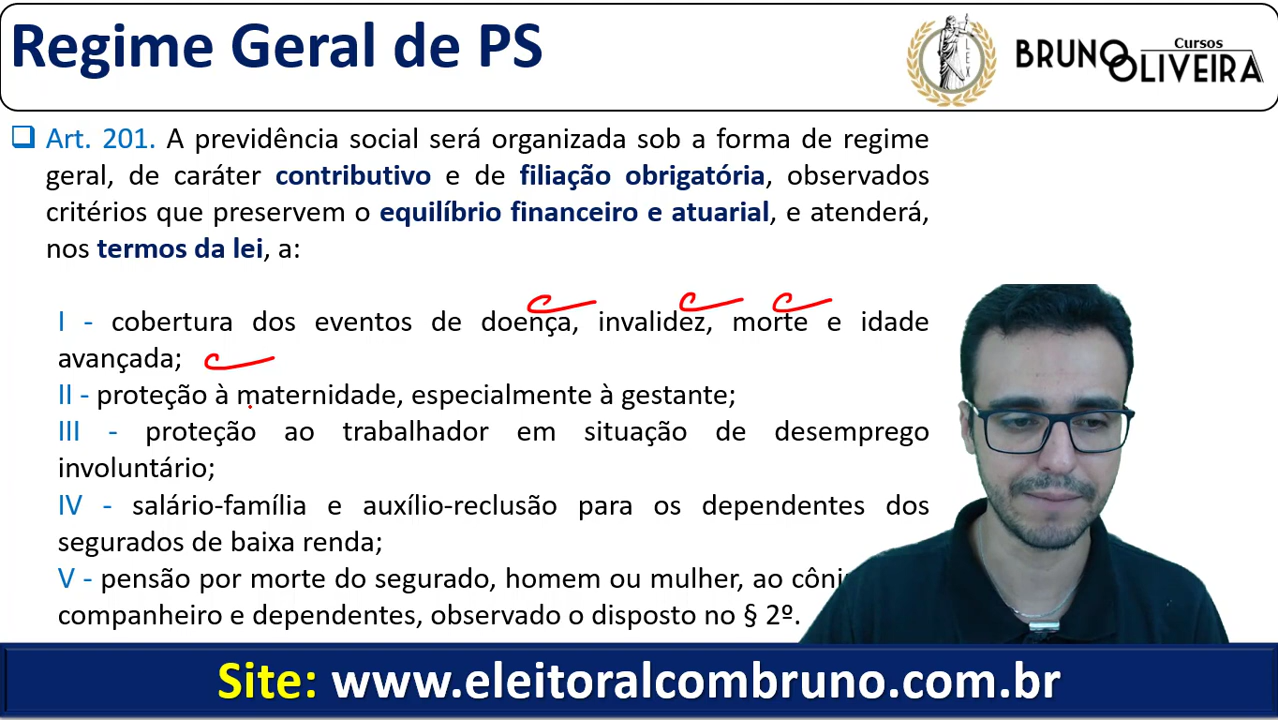 Regime Geral de PS
Cursos
BRUNO
OLIVEIRA
LEX
Art. 201. A previdência social será organizada sob a forma de regime
geral, de caráter contributivo e de filiação obrigatória, observados
critérios que preservem o equilíbrio financeiro e atuarial, e atenderá,
nos termos da lei, a:
I - cobertura dos eventos de doença, invalidez, morte e idade
avançada;
II - proteção à maternidade, especialmente à gestante;
III - proteção ao trabalhador em situação de desemprego
involuntário;
IV - salário-família e auxílio-reclusão para os dependentes dos
segurados de baixa renda;
V - pensão por morte do segurado, homem ou mulher, ao
companheiro e dependentes, observado o disposto no § 2º.
Site: www.eleitoralcombruno.com.br